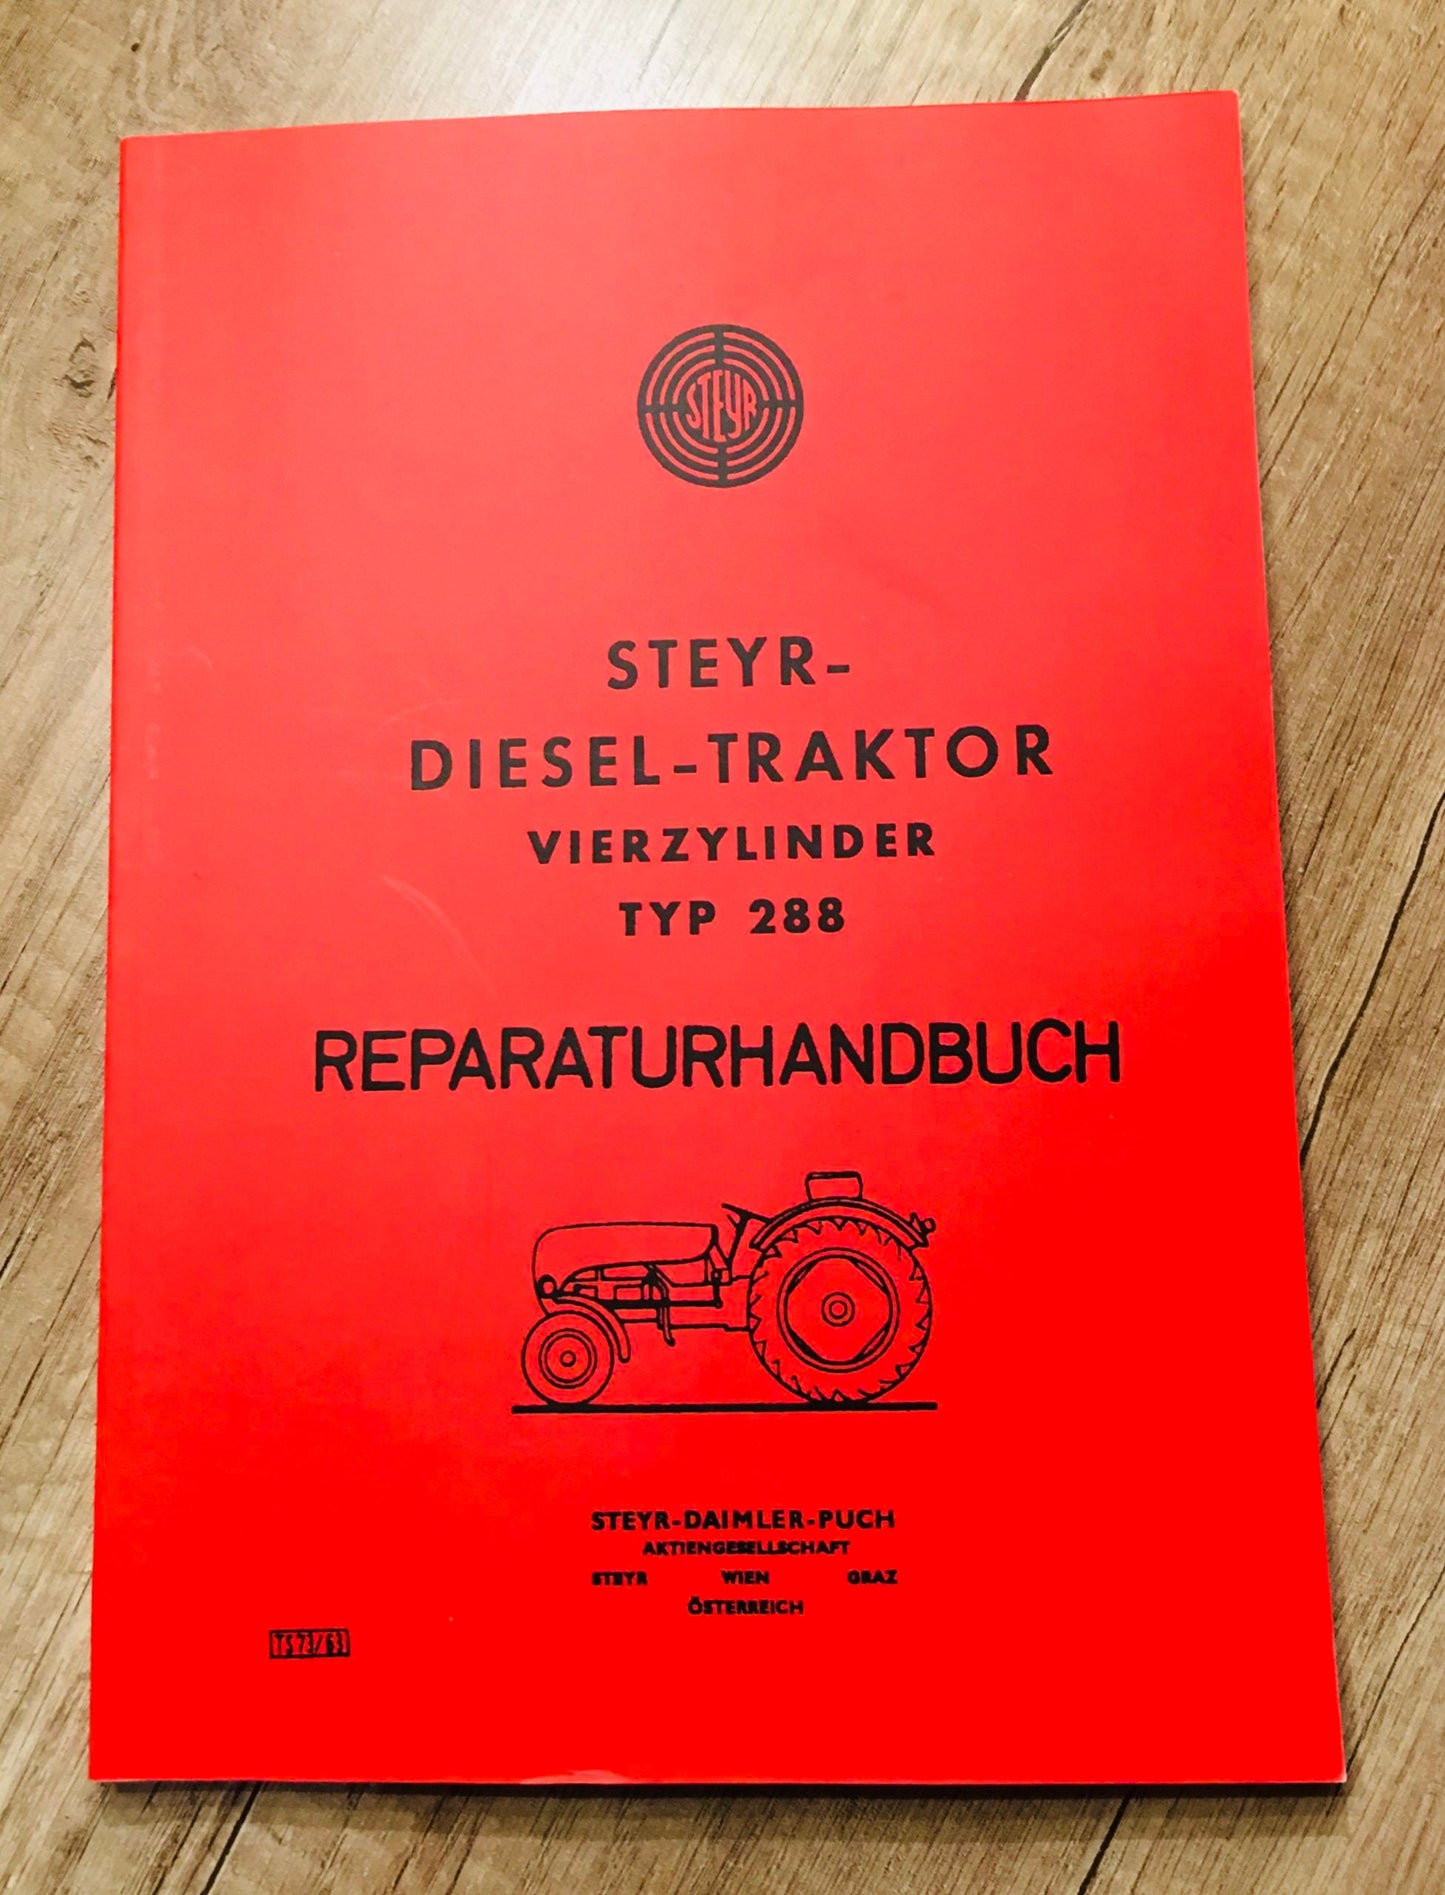 STEYR
STEYR-
DIESEL-TRAKTOR
VIERZYLINDER
TYP 288
REPARATURHANDBUCH
STEYR-DAIMLER-PUCH
AKTIENGESELLSCHAFT
STEYR WIEN GRAZ
ÖSTERREICH